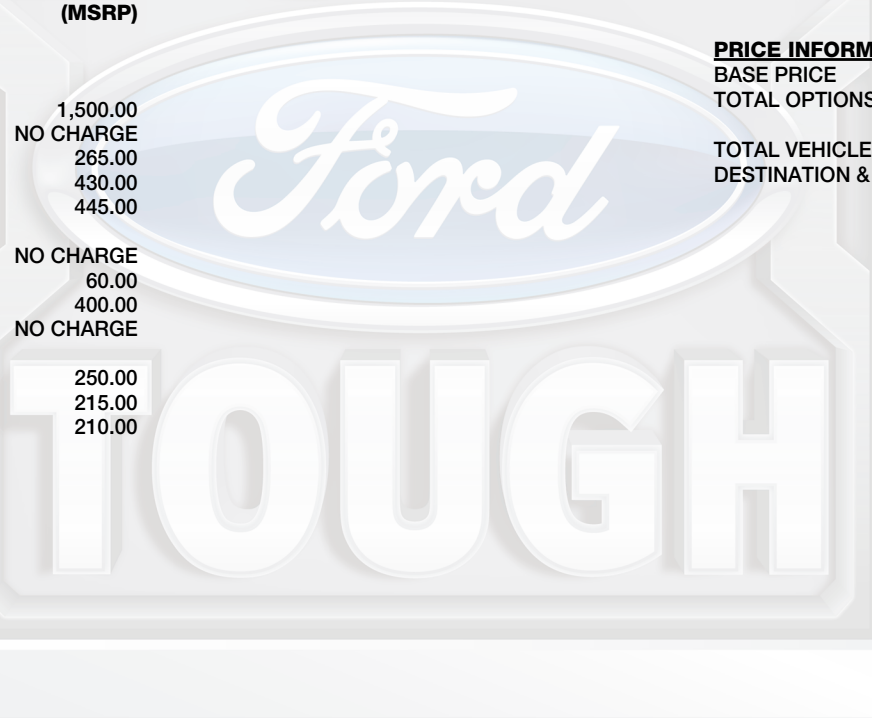 (MSRP)
1,500.00
NO CHARGE
265.00
430.00
445.00
NO CHARGE
60.00
400.00
NO CHARGE
250.00
215.00
210.00
PRICE INFORM
BASE PRICE
TOTAL OPTIONS
TOTAL VEHICLE
DESTINATION &
Ford
TOUGH